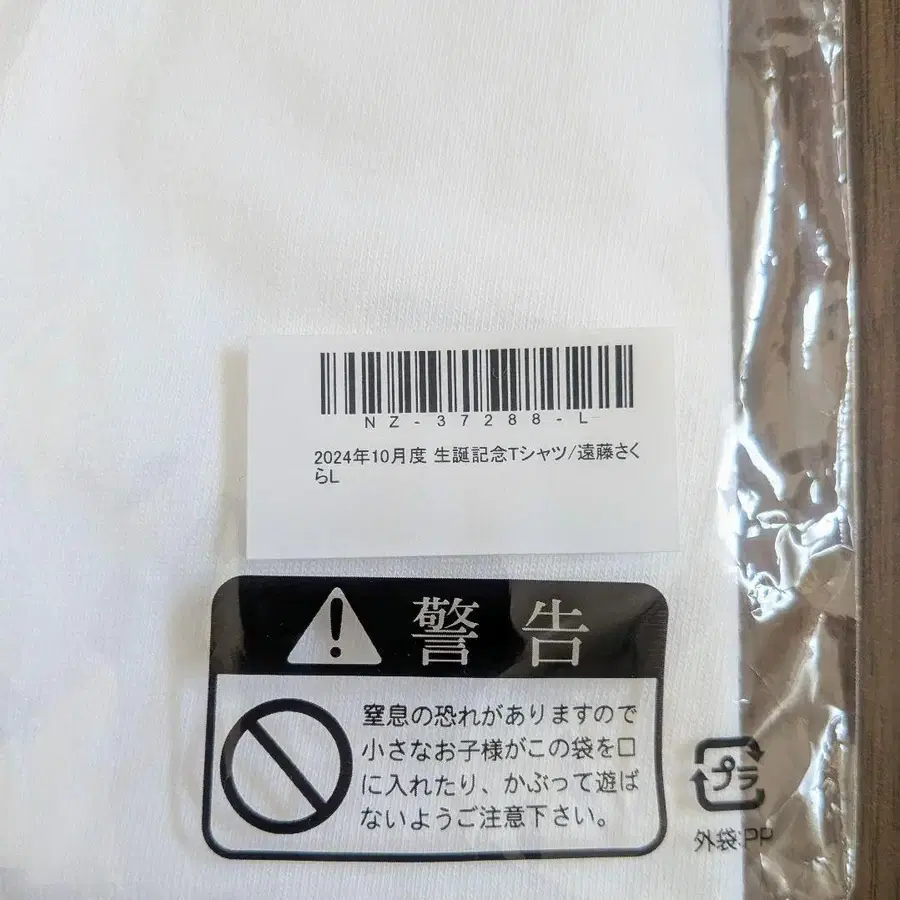 NZ-37288-L
2024年10月度 生誕記念Tシャツ/遠藤さく
らL
警告
窒息の恐れがありますので
小さなお子様がこの袋を口
に入れたり、かぶって遊ば
ないようご注意下さい。
プラ
外袋:PP